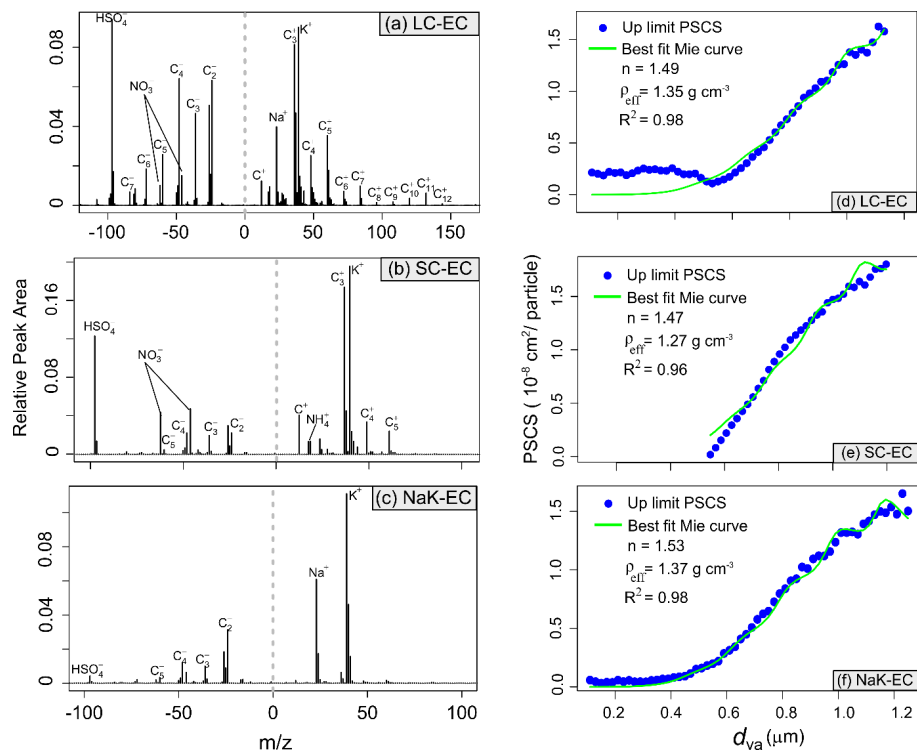 (a) LC-EC
HSO₄⁻
NO₃⁻
C₇⁻
C₆⁻
C₅⁻
C₄⁻
C₃⁻
C₂⁻
C⁺
Na⁺
C₃⁺
K⁺
C₄
C₅⁻
C₆⁻
C₇⁻
C₈⁺
C₉⁺
C₁₀⁺
C₁₁⁺
C₁₂⁺
0.08
0.04
0
-100 -50 0 50 100 150
(b) SC-EC
HSO₄⁻
NO₃⁻
C₅⁻
C₄⁻
C₃⁻
C₂⁻
C⁺
NH₄⁺
C₃⁺
K⁺
C₄⁺
C₅⁺
0.16
0.08
0
Relative Peak Area
(c) NaK-EC
HSO₄⁻
C₅⁻
C₄⁻
C₃⁻
C₂⁻
Na⁺
K⁺
0.08
0.04
0
-100 -50 0 50 100
m/z
Up limit PSCS
Best fit Mie curve
n = 1.49
ρeff = 1.35 g cm⁻³
R² = 0.98
1.5
1.0
0.5
0.0
(d) LC-EC
Up limit PSCS
Best fit Mie curve
n = 1.47
ρeff = 1.27 g cm⁻³
R² = 0.96
1.5
1.0
0.5
0.0
(e) SC-EC
PSCS ( 10⁻⁸ cm²/ particle)
Up limit PSCS
Best fit Mie curve
n = 1.53
ρeff = 1.37 g cm⁻³
R² = 0.98
1.5
1.0
0.5
0.0
(f) NaK-EC
0.2 0.4 0.6 0.8 1.0 1.2
dva (µm)